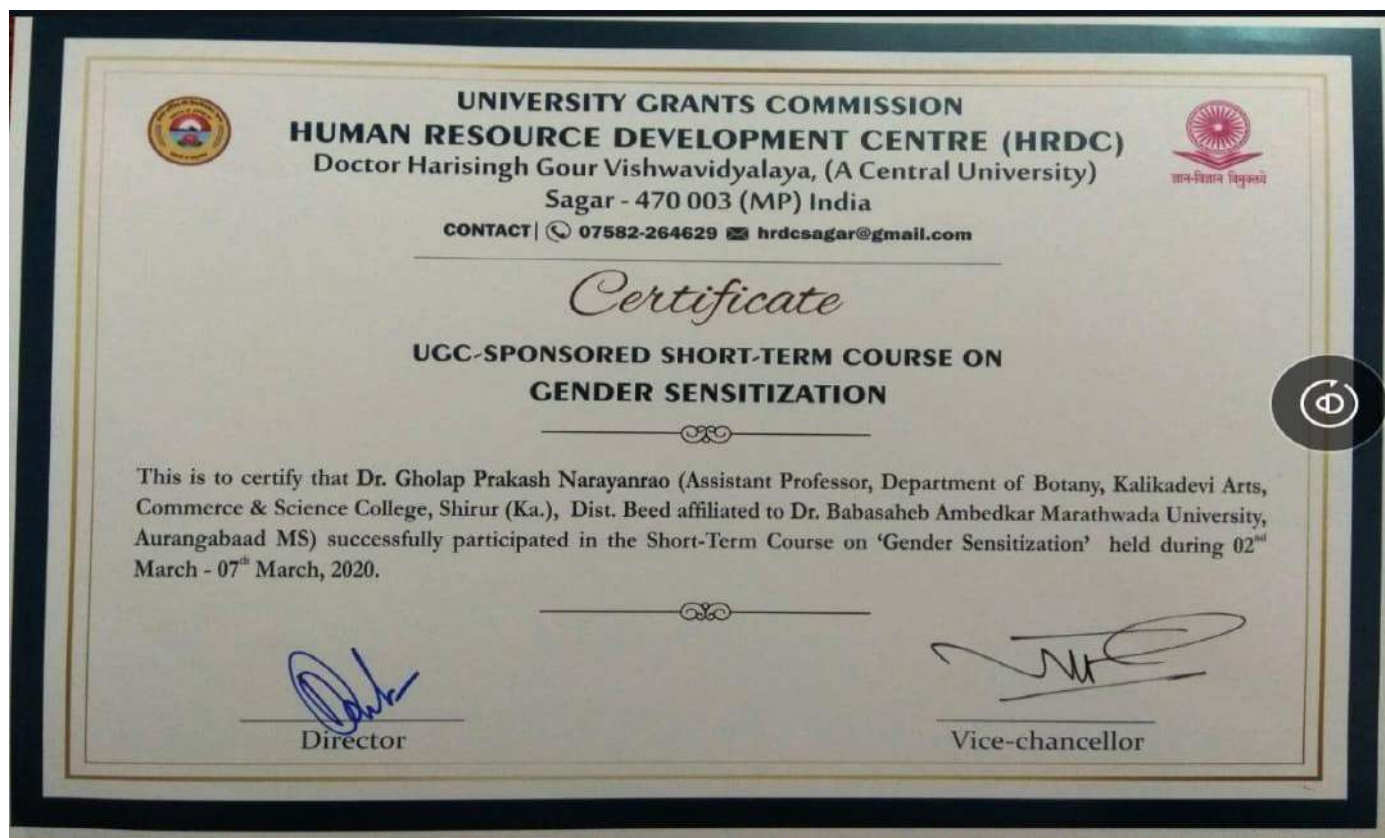 UNIVERSITY GRANTS COMMISSION
HUMAN RESOURCE DEVELOPMENT CENTRE (HRDC)
Doctor Harisingh Gour Vishwavidyalaya, (A Central University)
Sagar - 470 003 (MP) India
CONTACT| 07582-264629 hrdcsagar@gmail.com
ज्ञान-विज्ञान विमुक्तये
Certificate
UGC-SPONSORED SHORT-TERM COURSE ON
GENDER SENSITIZATION
This is to certify that Dr. Gholap Prakash Narayanrao (Assistant Professor, Department of Botany, Kalikadevi Arts,
Commerce & Science College, Shirur (Ka.), Dist. Beed affiliated to Dr. Babasaheb Ambedkar Marathwada University,
Aurangabaad MS) successfully participated in the Short-Term Course on ‘Gender Sensitization’ held during 02nd
March - 07th March, 2020.
Director
Vice-chancellor